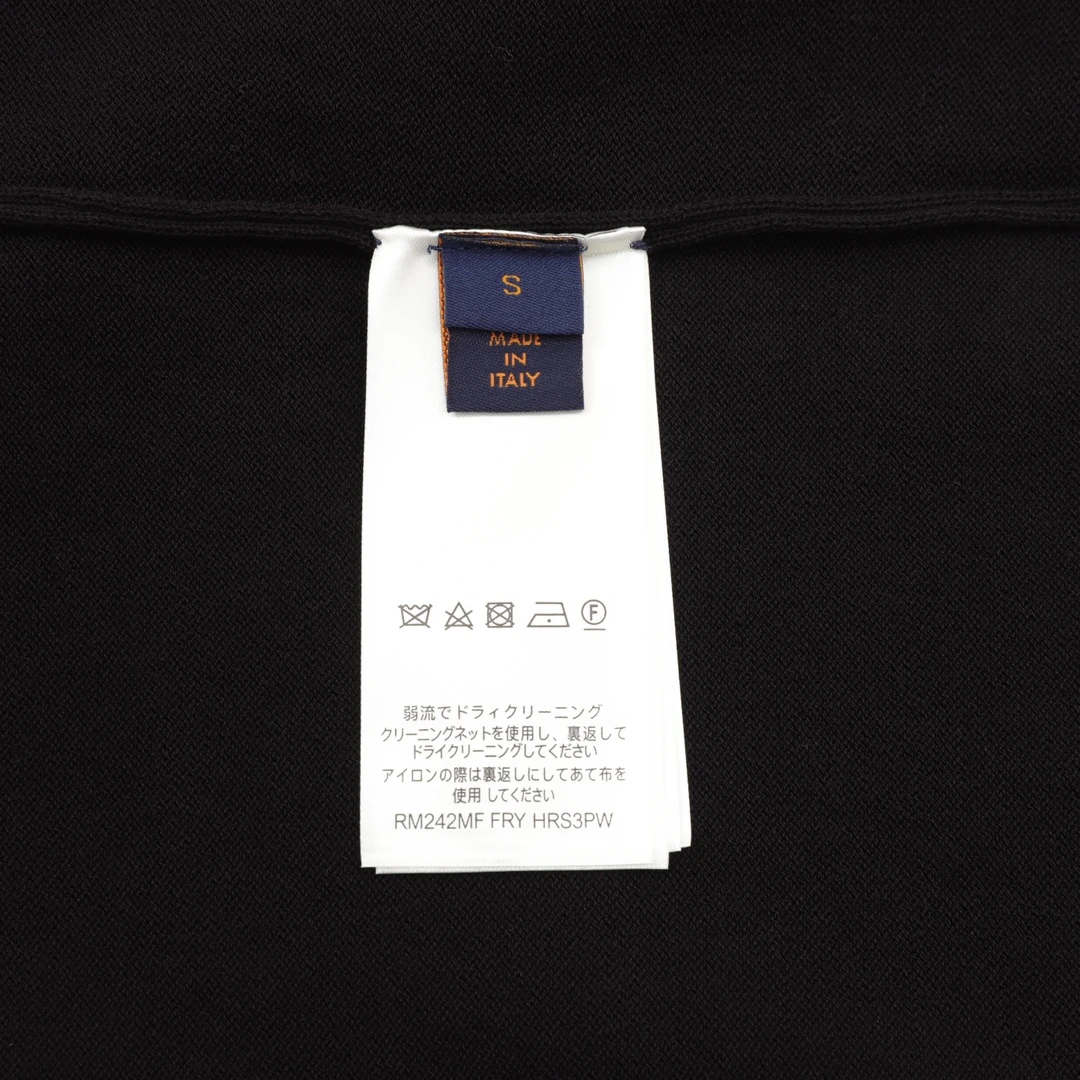 S
MADE
IN
ITALY
F
弱流でドライクリーニング
クリーニングネットを使用し、裏返して
ドライクリーニングしてください
アイロンの際は裏返しにしてあて布を
使用 してください
RM242MF FRY HRS3PW